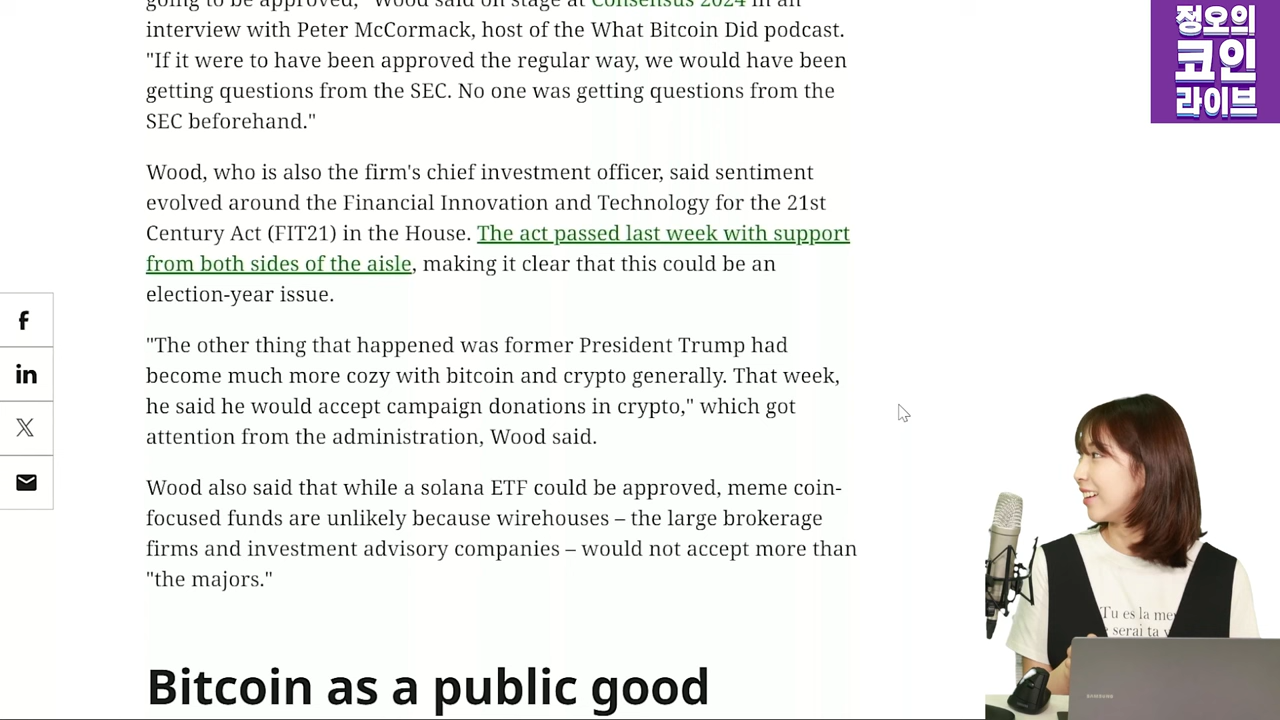 going to be approved," Wood said on stage at Consensus 2024 in an
interview with Peter McCormack, host of the What Bitcoin Did podcast.
"If it were to have been approved the regular way, we would have been
getting questions from the SEC. No one was getting questions from the
SEC beforehand."
Wood, who is also the firm's chief investment officer, said sentiment
evolved around the Financial Innovation and Technology for the 21st
Century Act (FIT21) in the House. The act passed last week with support
from both sides of the aisle, making it clear that this could be an
election-year issue.
"The other thing that happened was former President Trump had
become much more cozy with bitcoin and crypto generally. That week,
he said he would accept campaign donations in crypto," which got
attention from the administration, Wood said.
Wood also said that while a solana ETF could be approved, meme coin-
focused funds are unlikely because wirehouses – the large brokerage
firms and investment advisory companies – would not accept more than
"the majors."
Bitcoin as a public good
정오의
코인
라이브
Tu es la
serai ta
SAMSUNG